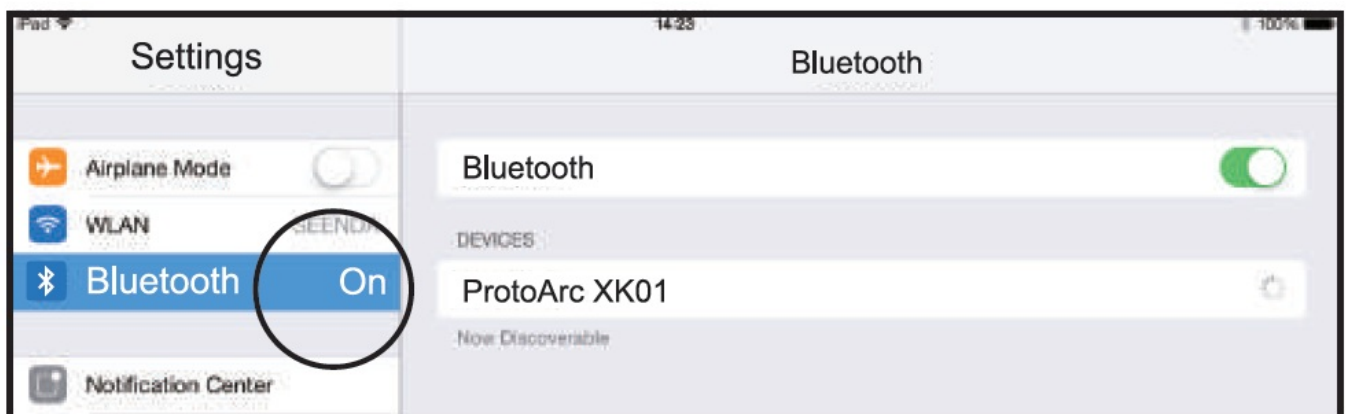 iPad 14:23 100%
Settings Bluetooth
Airplane Mode Bluetooth
WLAN SEENDA
DEVICES
Bluetooth On
ProtoArc XK01
Now Discoverable
Notification Center